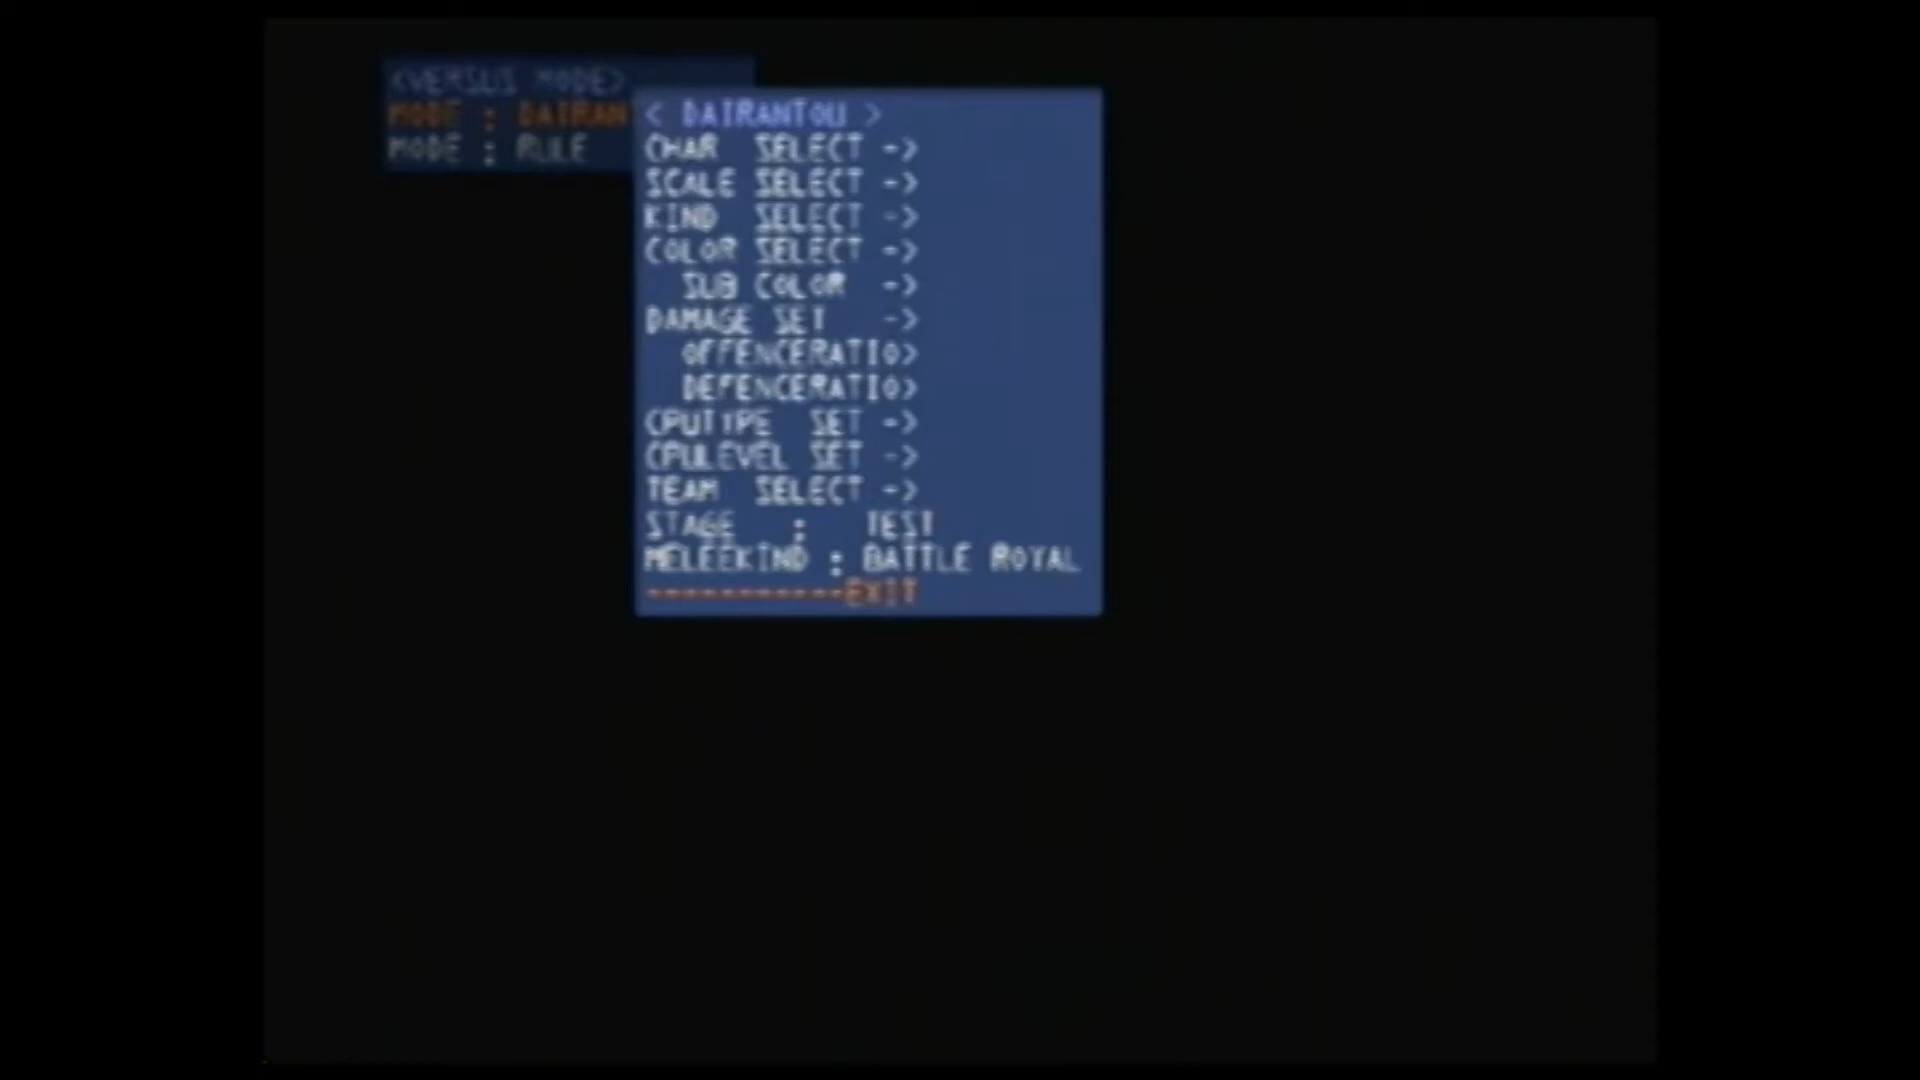 <VERSUS MODE>
MODE : DAIRAN
MODE : RULE
< DAIRANTOU >
CHAR SELECT ->
SCALE SELECT ->
KIND SELECT ->
COLOR SELECT ->
SUB COLOR ->
DAMAGE SET ->
OFFENCERATIO>
DEFENCERATIO>
CPUTYPE SET ->
CPULEVEL SET ->
TEAM SELECT ->
STAGE : TEST
MELEEKIND : BATTLE ROYAL
-----------EXIT